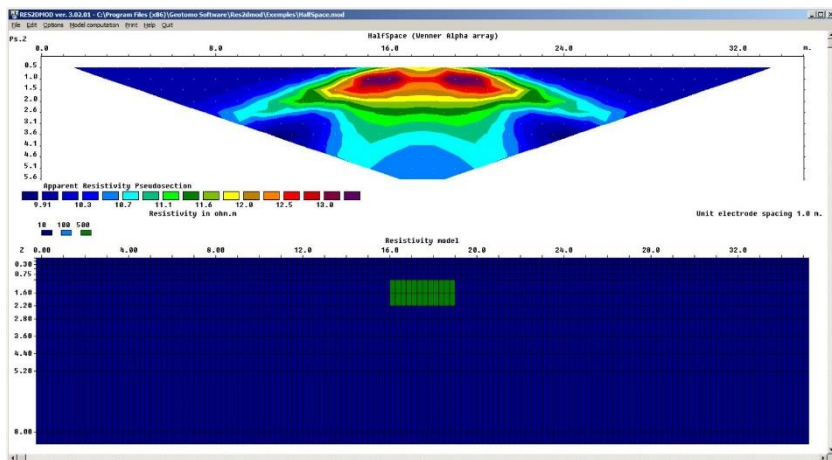 RES2DMOD ver. 3.02.01 - C:\Program Files (x86)\Geotomo Software\Res2dmod\Exemples\HalfSpace.mod
File Edit Options Model computation Print Help Quit
HalfSpace (Wenner Alpha array)
Ps.Z
0.0 8.0 16.0 24.0 32.0 m.
0.5
1.0
1.5
2.0
2.6
3.1
3.6
4.1
4.6
5.1
5.6
Apparent Resistivity Pseudosection
9.91 10.3 10.7 11.1 11.6 12.0 12.5 13.0
Resistivity in ohm.m
Unit electrode spacing 1.0 m.
10 100 500
Resistivity model
Z 0.00 4.00 8.00 12.0 16.0 20.0 24.0 28.0 32.0
0.30
0.75
1.60
2.20
2.80
3.60
4.40
5.20
8.00